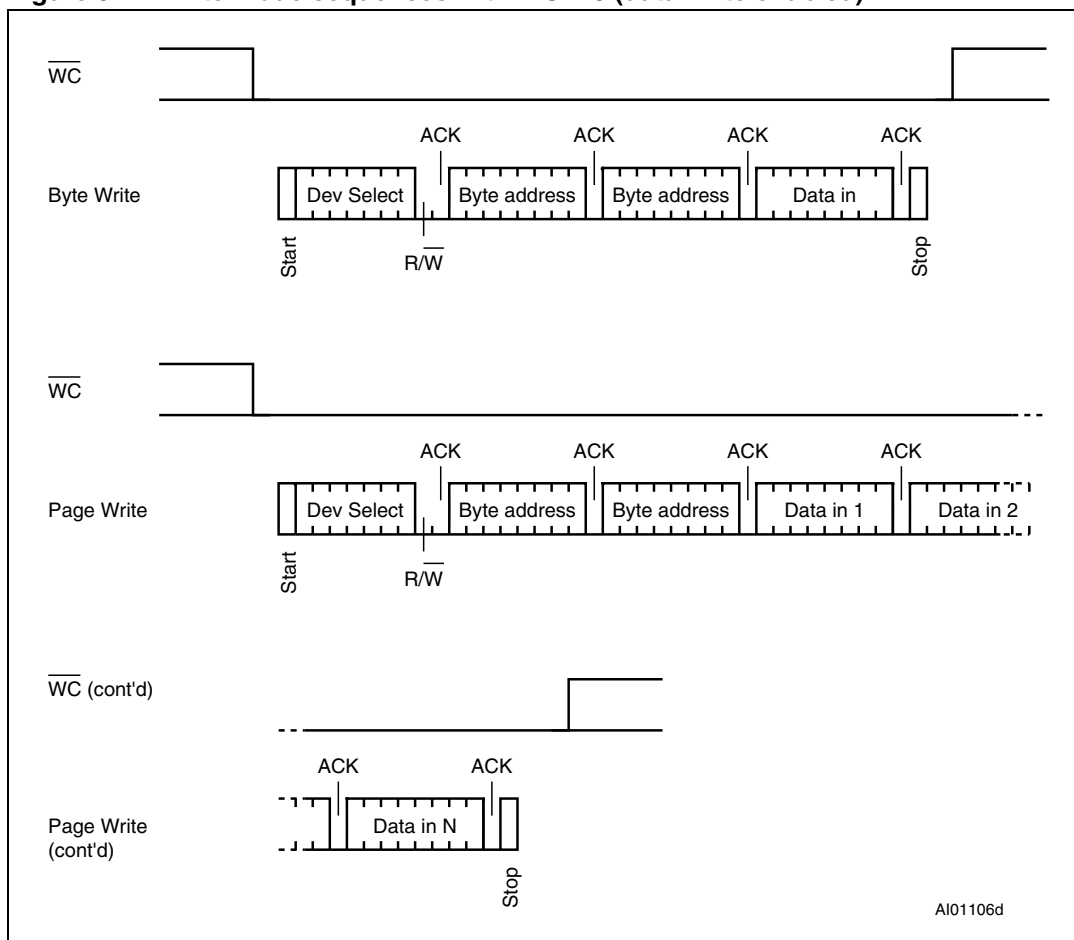 WC
ACK ACK ACK ACK
Byte Write Dev Select Byte address Byte address Data in
Start R/W Stop
WC
ACK ACK ACK ACK
Page Write Dev Select Byte address Byte address Data in 1 Data in 2
Start R/W
WC (cont'd)
ACK ACK
Page Write (cont'd) Data in N
Stop
AI01106d